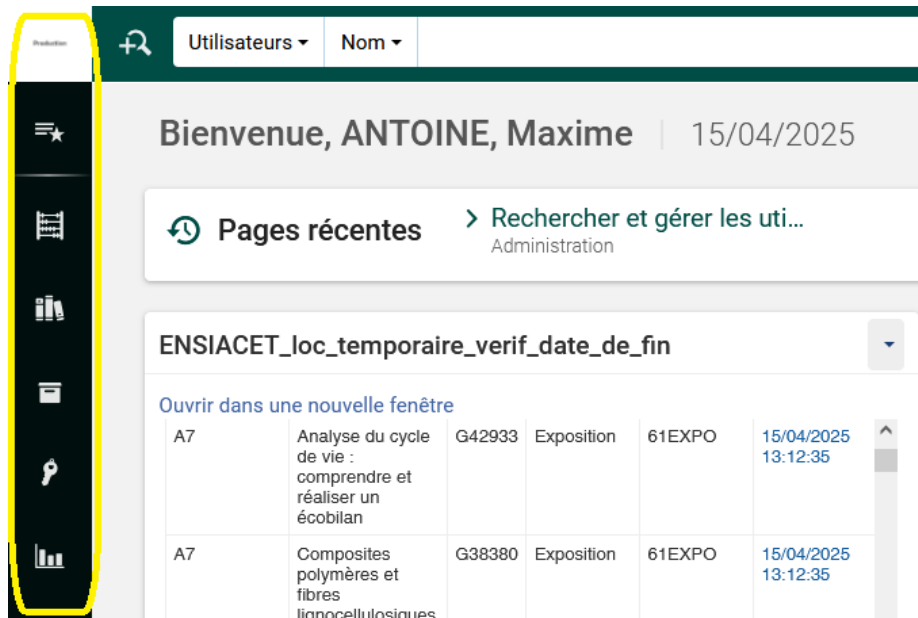 Production
Utilisateurs
Nom
Bienvenue, ANTOINE, Maxime
15/04/2025
Pages récentes
Rechercher et gérer les uti...
Administration
ENSIACET_loc_temporaire_verif_date_de_fin
Ouvrir dans une nouvelle fenêtre
A7 Analyse du cycle G42933 Exposition 61EXPO 15/04/2025
de vie : 13:12:35
comprendre et
réaliser un
écobilan
A7 Composites G38380 Exposition 61EXPO 15/04/2025
polymères et 13:12:35
fibres
lignocellulosiques